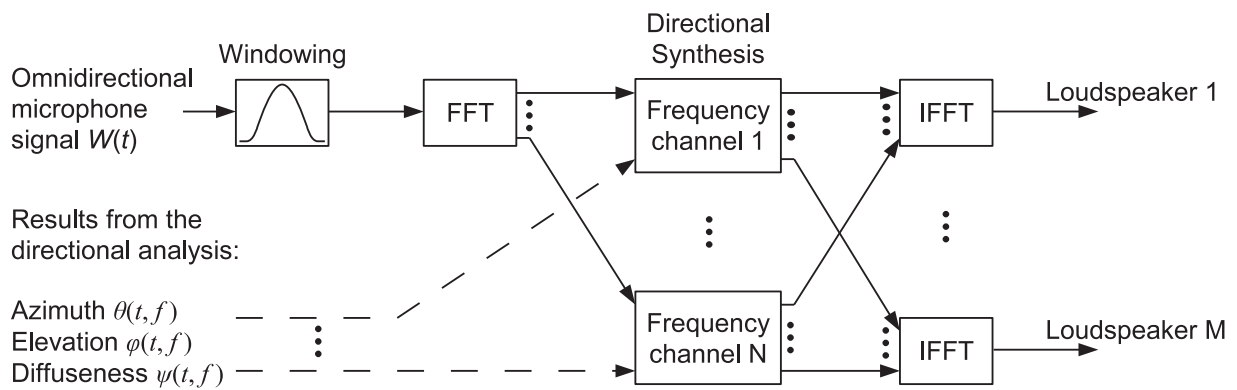 Directional
Synthesis
Windowing
Omnidirectional
microphone
signal W(t)
FFT
Frequency
channel 1
IFFT
Loudspeaker 1
Results from the
directional analysis:
Azimuth θ(t, f)
Elevation φ(t, f)
Diffuseness ψ(t, f)
Frequency
channel N
IFFT
Loudspeaker M